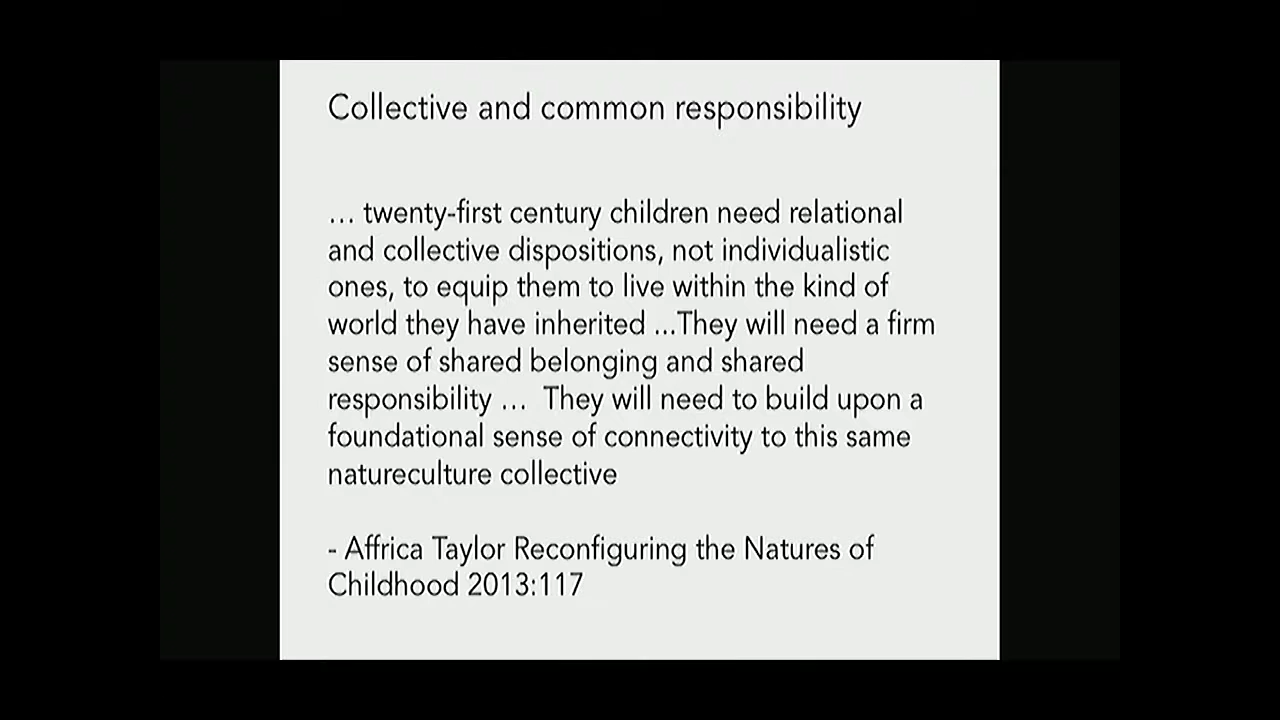 Collective and common responsibility
… twenty-first century children need relational
and collective dispositions, not individualistic
ones, to equip them to live within the kind of
world they have inherited ...They will need a firm
sense of shared belonging and shared
responsibility …  They will need to build upon a
foundational sense of connectivity to this same
natureculture collective
- Affrica Taylor Reconfiguring the Natures of
Childhood 2013:117